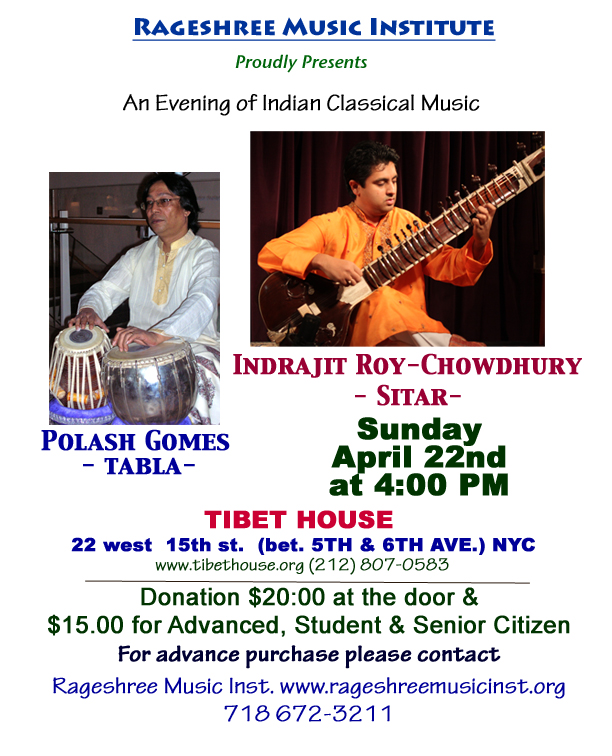 Rageshree Music Institute
Proudly Presents
An Evening of Indian Classical Music
Indrajit Roy-Chowdhury
- Sitar-
Polash Gomes
- tabla-
Sunday
April 22nd
at 4:00 PM
TIBET HOUSE
22 west 15th st. (bet. 5TH & 6TH AVE.) NYC
www.tibethouse.org (212) 807-0583
Donation $20:00 at the door &
$15.00 for Advanced, Student & Senior Citizen
For advance purchase please contact
Rageshree Music Inst. www.rageshreemusicinst.org
718 672-3211